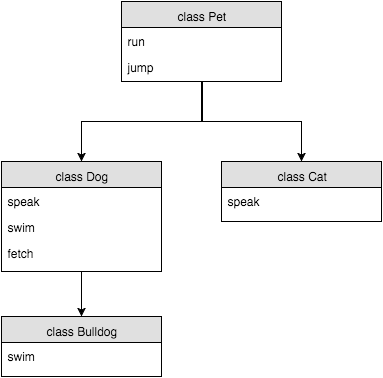 class Pet
run
jump
class Dog
speak
swim
fetch
class Cat
speak
class Bulldog
swim